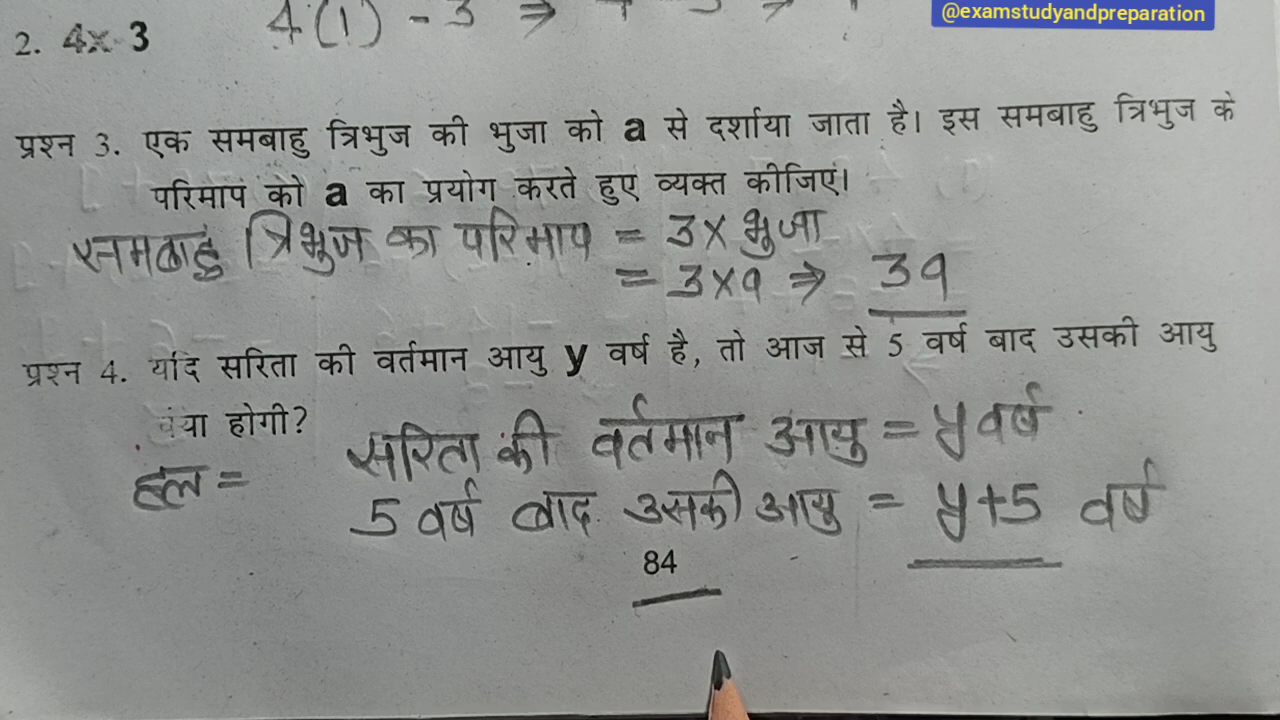 @examstudyandpreparation
2. 4x-3 4(1) - 3 ⇒
प्रश्न 3. एक समबाहु त्रिभुज की भुजा को a से दर्शाया जाता है। इस समबाहु त्रिभुज के
परिमाप को a का प्रयोग करते हुए व्यक्त कीजिएं।
समबाहु त्रिभुज का परिमाप = 3 × भुजा
= 3×a ⇒ 3a
प्रश्न 4. यदि सरिता की वर्तमान आयु y वर्ष है, तो आज से 5 वर्ष बाद उसकी आयु
क्या होगी?
सरिता की वर्तमान आयु = y वर्ष
हल = 5 वर्ष बाद उसकी आयु = y+5 वर्ष
84